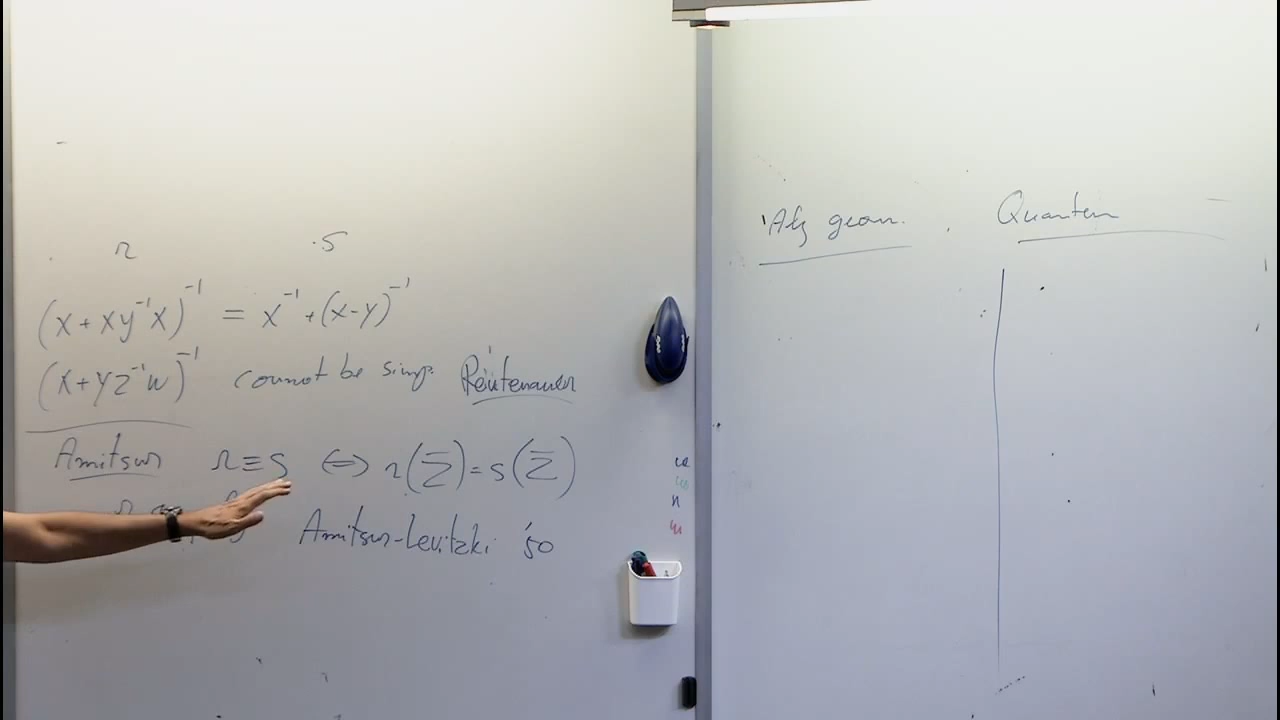 r s
(x + xy⁻¹x)⁻¹ = x⁻¹ + (x-y)⁻¹
(x + yz⁻¹w)⁻¹ cannot be simp. Reutenauer
Amitsur r ≡ s ⟺ r(Z̄) = s(Z̄)
Amitsur-Levitzki '50
Alg geom. Quantum